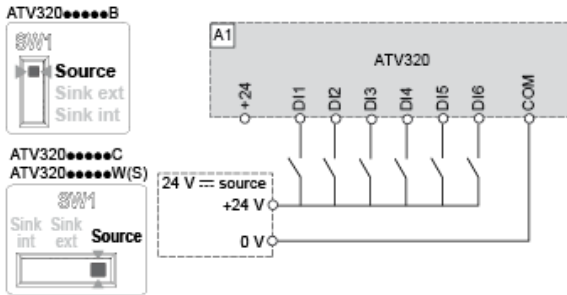 ATV320●●●●●B
SW1
Source
Sink ext
Sink int
ATV320●●●●●C
ATV320●●●●●W(S)
SW1
Sink int
Sink ext
Source
A1
ATV320
+24
DI1
DI2
DI3
DI4
DI5
DI6
COM
24 V ⎓ source
+24 V
0 V